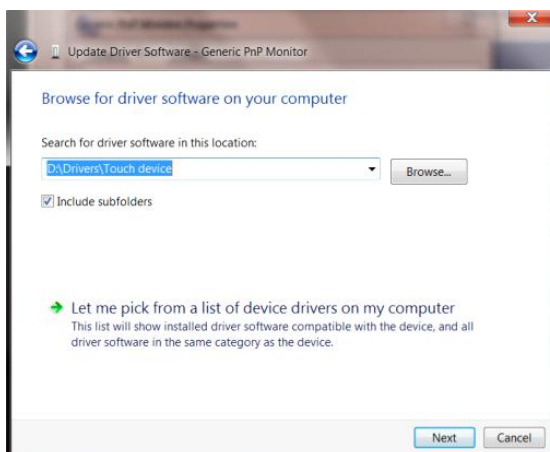 Update Driver Software - Generic PnP Monitor
Browse for driver software on your computer
Search for driver software in this location:
D:\Drivers\Touch device
Browse...
Include subfolders
Let me pick from a list of device drivers on my computer
This list will show installed driver software compatible with the device, and all
driver software in the same category as the device.
Next
Cancel